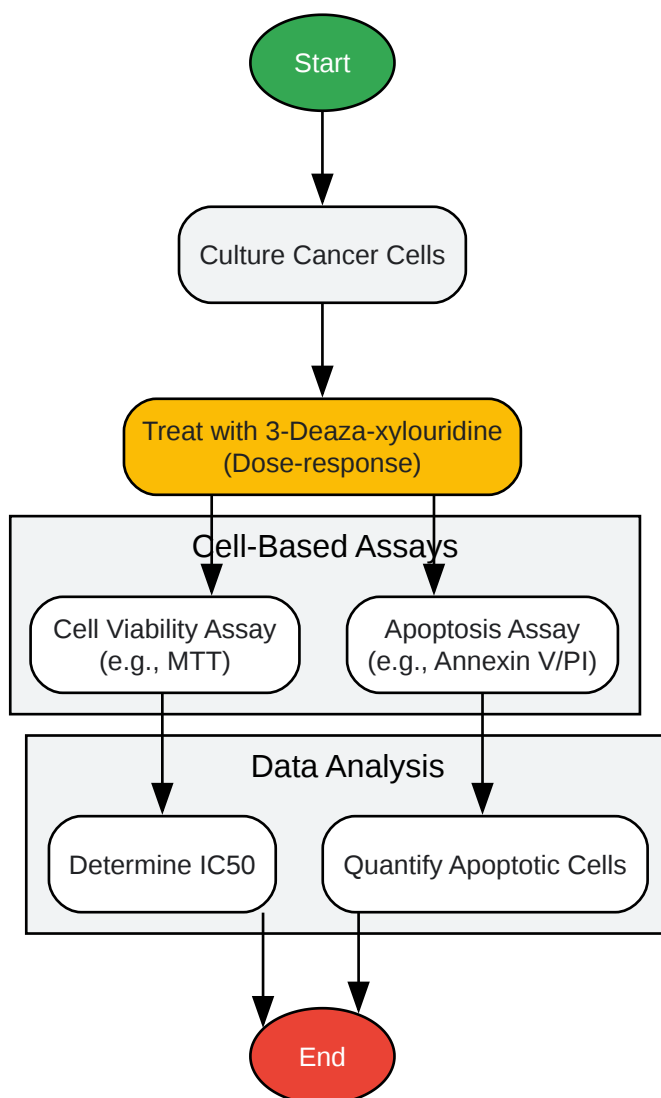 Start
Culture Cancer Cells
Treat with 3-Deaza-xylouridine
(Dose-response)
Cell-Based Assays
Cell Viability Assay
(e.g., MTT)
Apoptosis Assay
(e.g., Annexin V/PI)
Data Analysis
Determine IC50
Quantify Apoptotic Cells
End